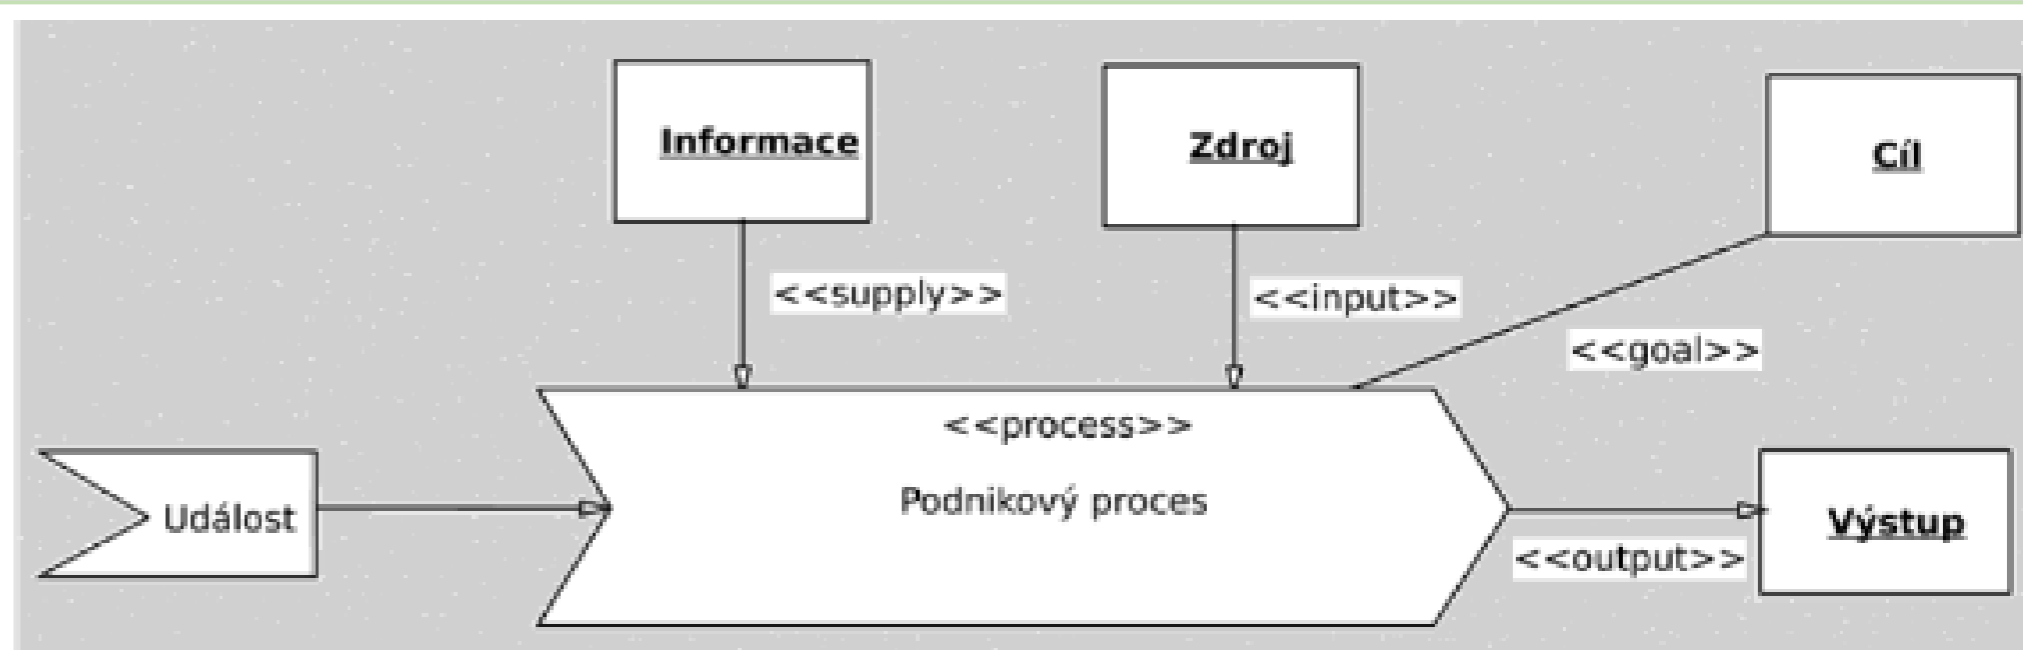 Informace
Zdroj
Cíl
<<supply>>
<<input>>
<<goal>>
<<process>>
Podnikový proces
Událost
Výstup
<<output>>